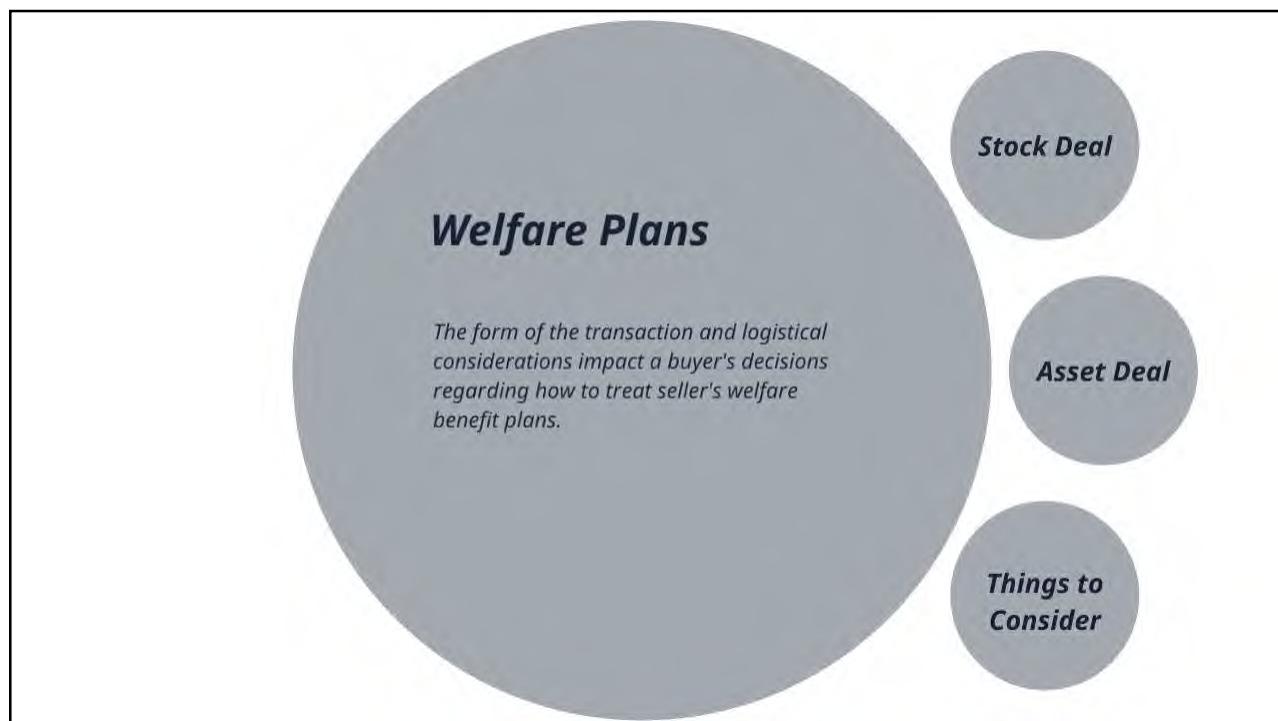 Welfare Plans
The form of the transaction and logistical
considerations impact a buyer's decisions
regarding how to treat seller's welfare
benefit plans.
Stock Deal
Asset Deal
Things to
Consider